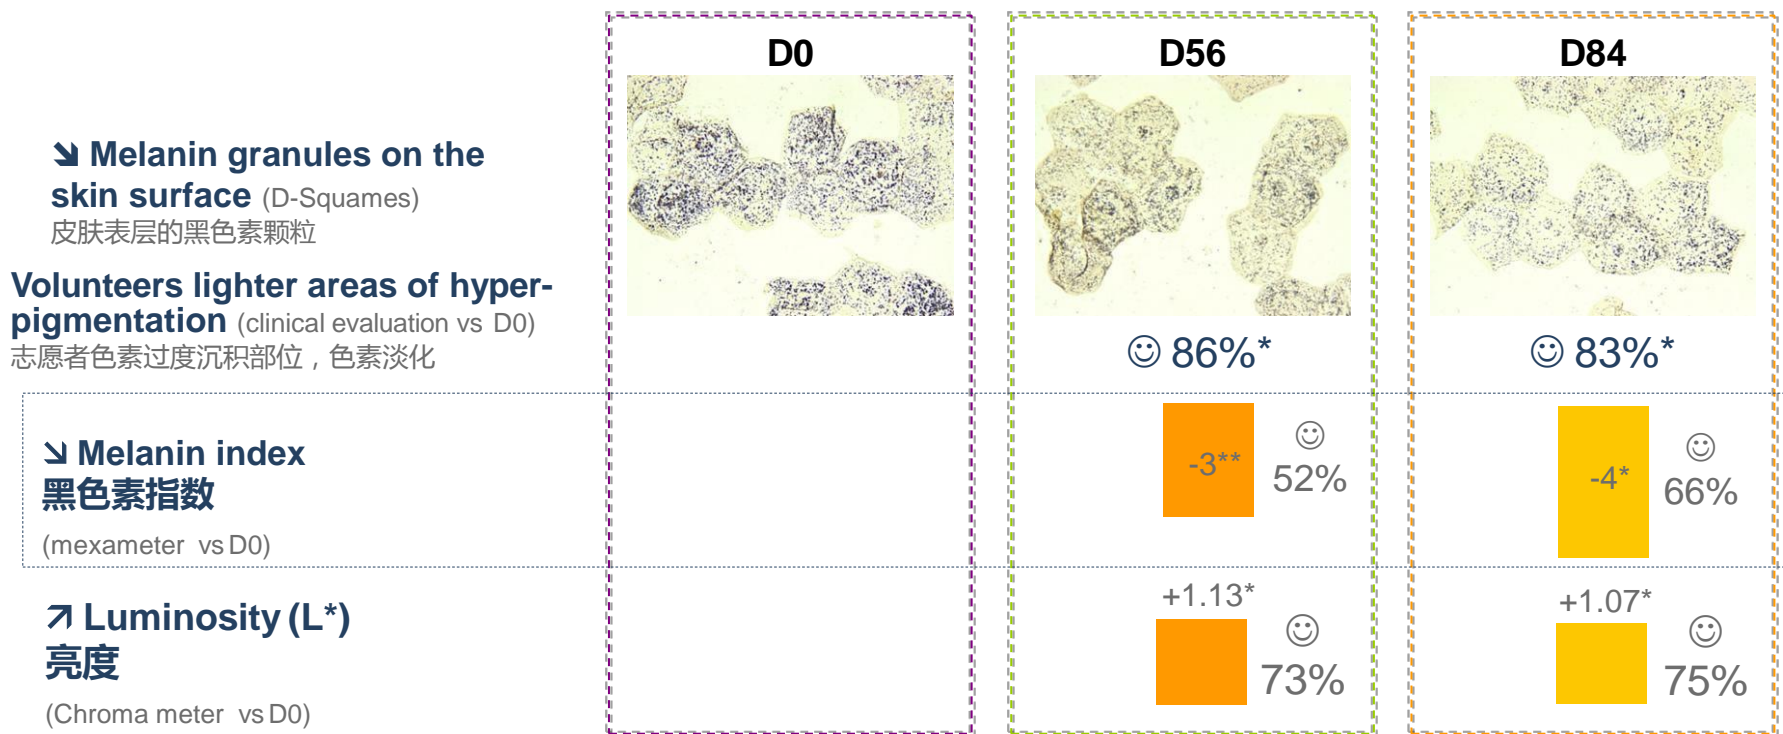 D0
D56
D84
➘ Melanin granules on the
skin surface (D-Squames)
皮肤表层的黑色素颗粒
Volunteers lighter areas of hyper-
pigmentation (clinical evaluation vs D0)
志愿者色素过度沉积部位，色素淡化
☺ 86%*
☺ 83%*
➘ Melanin index
黑色素指数
(mexameter vs D0)
-3**
☺
52%
-4*
☺
66%
➚ Luminosity (L*)
亮度
(Chroma meter vs D0)
+1.13*
☺
73%
+1.07*
☺
75%